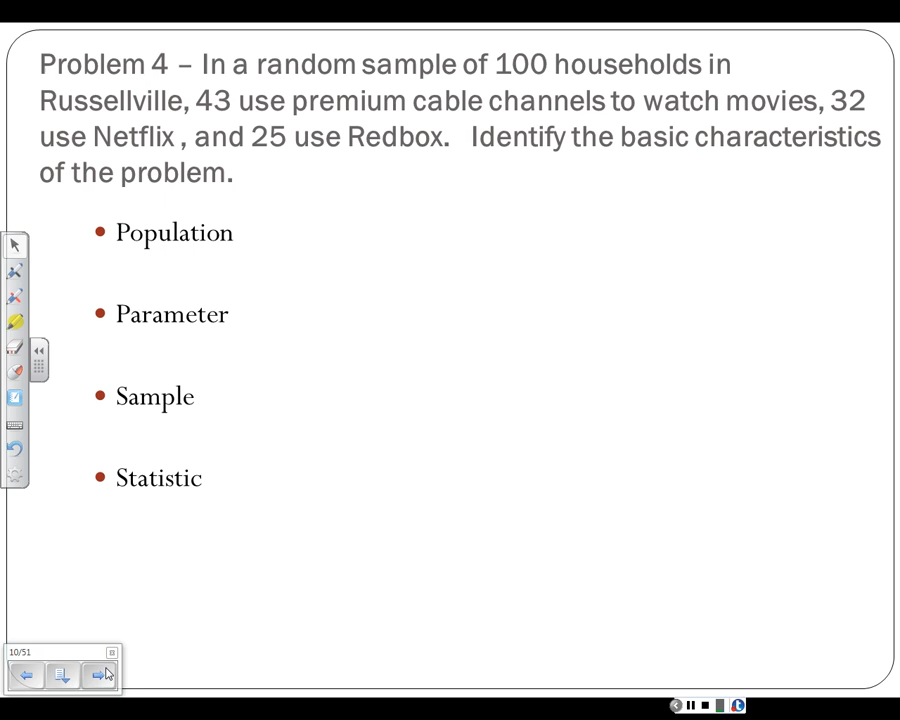 Problem 4 – In a random sample of 100 households in
Russellville, 43 use premium cable channels to watch movies, 32
use Netflix , and 25 use Redbox.   Identify the basic characteristics
of the problem.
• Population
• Parameter
• Sample
• Statistic
10/51